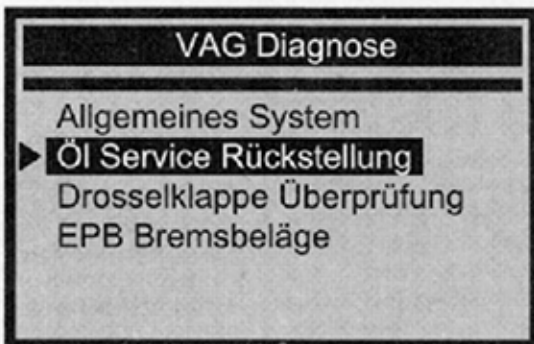 VAG Diagnose
Allgemeines System
Öl Service Rückstellung
Drosselklappe Überprüfung
EPB Bremsbeläge